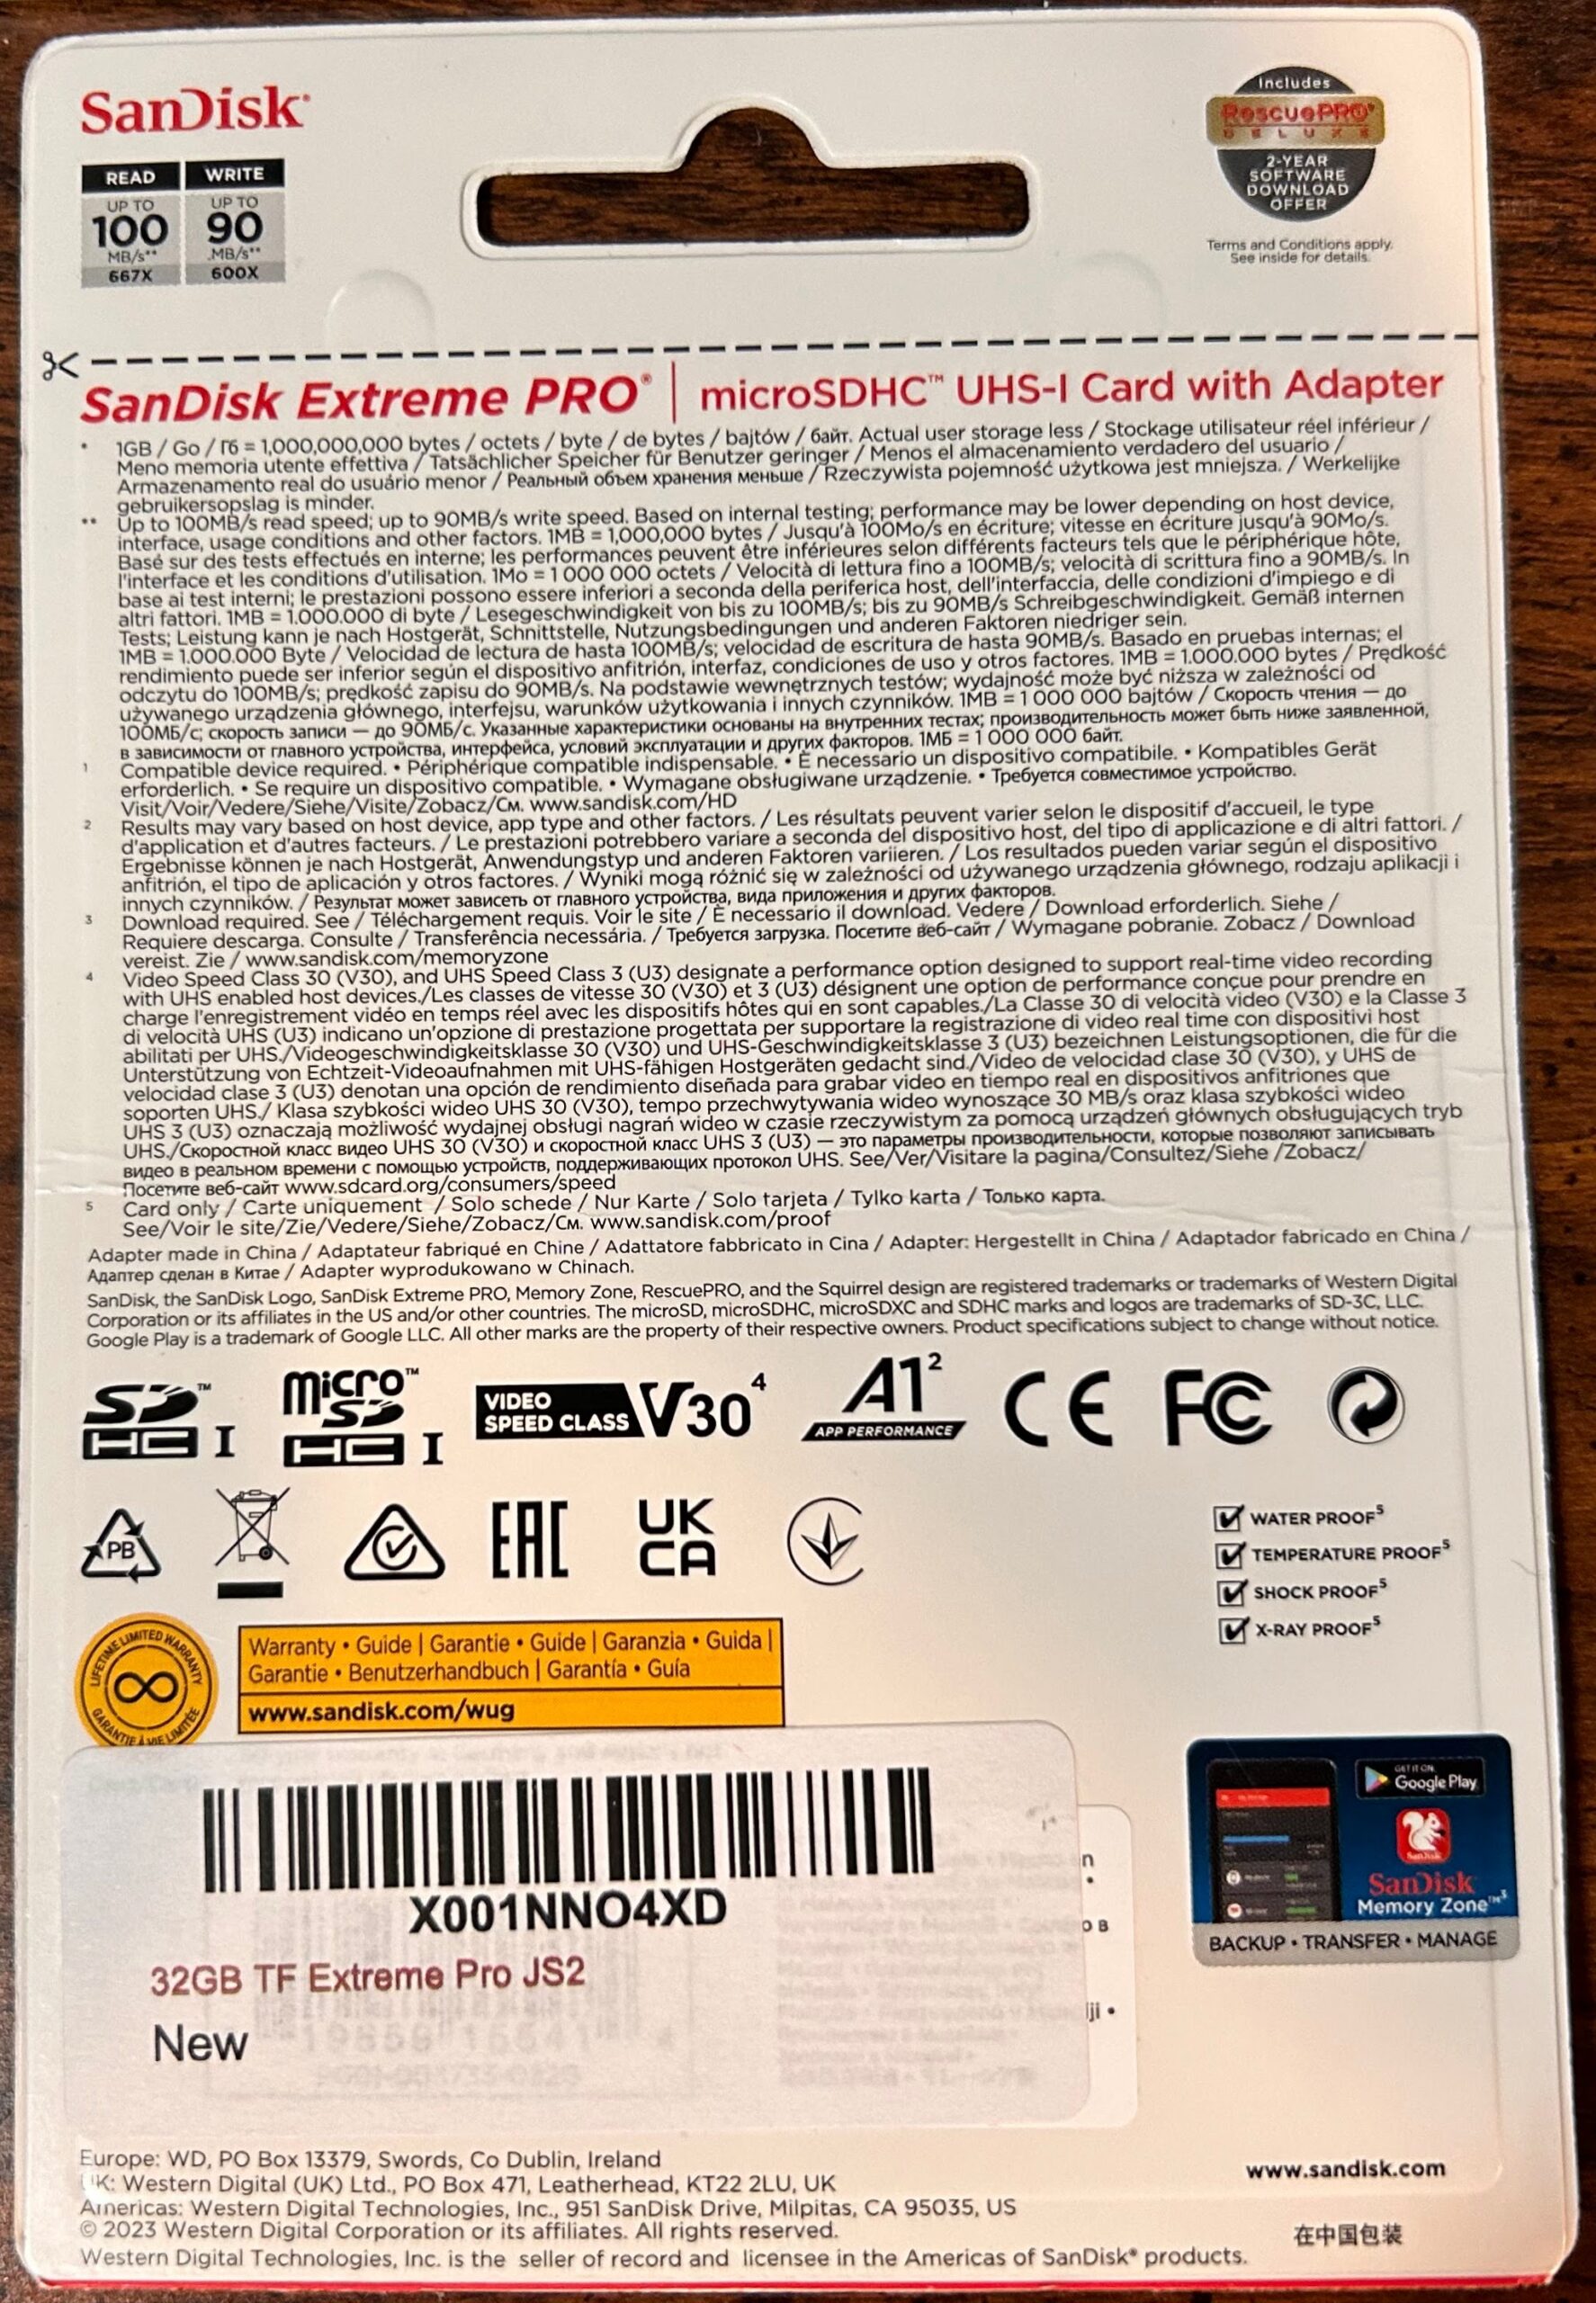 SanDisk®
READ WRITE
UP TO UP TO
100 90
MB/s** MB/s**
667X 600X
Includes
RescuePRO®
DELUXE
2-YEAR
SOFTWARE
DOWNLOAD
OFFER
Terms and Conditions apply.
See inside for details.
SanDisk Extreme PRO® | microSDHC™ UHS-I Card with Adapter
* 1GB / Go / Гб = 1,000,000,000 bytes / octets / byte / de bytes / bajtów / байт. Actual user storage less / Stockage utilisateur réel inférieur /
Meno memoria utente effettiva / Tatsächlicher Speicher für Benutzer geringer / Menos el almacenamiento verdadero del usuario /
Armazenamento real do usuário menor / Реальный объем хранения меньше / Rzeczywista pojemność użytkowa jest mniejsza. / Werkelijke
gebruikersopslag is minder.
** Up to 100MB/s read speed; up to 90MB/s write speed. Based on internal testing; performance may be lower depending on host device,
interface, usage conditions and other factors. 1MB = 1,000,000 bytes / Jusqu'à 100Mo/s en écriture; vitesse en écriture jusqu'à 90Mo/s.
Basé sur des tests effectués en interne; les performances peuvent être inférieures selon différents facteurs tels que le périphérique hôte,
l'interface et les conditions d'utilisation. 1Mo = 1 000 000 octets / Velocità di lettura fino a 100MB/s; velocità di scrittura fino a 90MB/s. In
base ai test interni; le prestazioni possono essere inferiori a seconda della periferica host, dell'interfaccia, delle condizioni d'impiego e di
altri fattori. 1MB = 1.000.000 di byte / Lesegeschwindigkeit von bis zu 100MB/s; bis zu 90MB/s Schreibgeschwindigkeit. Gemäß internen
Tests; Leistung kann je nach Hostgerät, Schnittstelle, Nutzungsbedingungen und anderen Faktoren niedriger sein.
1MB = 1.000.000 Byte / Velocidad de lectura de hasta 100MB/s; velocidad de escritura de hasta 90MB/s. Basado en pruebas internas; el
rendimiento puede ser inferior según el dispositivo anfitrión, interfaz, condiciones de uso y otros factores. 1MB = 1.000.000 bytes / Prędkość
odczytu do 100MB/s; prędkość zapisu do 90MB/s. Na podstawie wewnętrznych testów; wydajność może być niższa w zależności od
używanego urządzenia głównego, interfejsu, warunków użytkowania i innych czynników. 1MB = 1 000 000 bajtów / Скорость чтения — до
100МБ/с; скорость записи — до 90МБ/с. Указанные характеристики основаны на внутренних тестах; производительность может быть ниже заявленной,
в зависимости от главного устройства, интерфейса, условий эксплуатации и других факторов. 1МБ = 1 000 000 байт.
1 Compatible device required. • Périphérique compatible indispensable. • È necessario un dispositivo compatibile. • Kompatibles Gerät
erforderlich. • Se require un dispositivo compatible. • Wymagane obsługiwane urządzenie. • Требуется совместимое устройство.
Visit/Voir/Vedere/Siehe/Visite/Zobacz/См. www.sandisk.com/HD
2 Results may vary based on host device, app type and other factors. / Les résultats peuvent varier selon le dispositif d'accueil, le type
d'application et d'autres facteurs. / Le prestazioni potrebbero variare a seconda del dispositivo host, del tipo di applicazione e di altri fattori. /
Ergebnisse können je nach Hostgerät, Anwendungstyp und anderen Faktoren variieren. / Los resultados pueden variar según el dispositivo
anfitrión, el tipo de aplicación y otros factores. / Wyniki mogą różnić się w zależności od używanego urządzenia głównego, rodzaju aplikacji i
innych czynników. / Результат может зависеть от главного устройства, вида приложения и других факторов.
3 Download required. See / Téléchargement requis. Voir le site / È necessario il download. Vedere / Download erforderlich. Siehe /
Requiere descarga. Consulte / Transferência necessária. / Требуется загрузка. Посетите веб-сайт / Wymagane pobranie. Zobacz / Download
vereist. Zie / www.sandisk.com/memoryzone
4 Video Speed Class 30 (V30), and UHS Speed Class 3 (U3) designate a performance option designed to support real-time video recording
with UHS enabled host devices./Les classes de vitesse 30 (V30) et 3 (U3) désignent une option de performance conçue pour prendre en
charge l'enregistrement vidéo en temps réel avec les dispositifs hôtes qui en sont capables./La Classe 30 di velocità video (V30) e la Classe 3
di velocità UHS (U3) indicano un'opzione di prestazione progettata per supportare la registrazione di video real time con dispositivi host
abilitati per UHS./Videogeschwindigkeitsklasse 30 (V30) und UHS-Geschwindigkeitsklasse 3 (U3) bezeichnen Leistungsoptionen, die für die
Unterstützung von Echtzeit-Videoaufnahmen mit UHS-fähigen Hostgeräten gedacht sind./Video de velocidad clase 30 (V30), y UHS de
velocidad clase 3 (U3) denotan una opción de rendimiento diseñada para grabar video en tiempo real en dispositivos anfitriones que
soporten UHS./ Klasa szybkości wideo UHS 30 (V30), tempo przechwytywania wideo wynoszące 30 MB/s oraz klasa szybkości wideo
UHS 3 (U3) oznaczają możliwość wydajnej obsługi nagrań wideo w czasie rzeczywistym za pomocą urządzeń głównych obsługujących tryb
UHS./Скоростной класс видео UHS 30 (V30) и скоростной класс UHS 3 (U3) — это параметры производительности, которые позволяют записывать
видео в реальном времени с помощью устройств, поддерживающих протокол UHS. See/Ver/Visitare la pagina/Consultez/Siehe /Zobacz/
Посетите веб-сайт www.sdcard.org/consumers/speed
5 Card only / Carte uniquement / Solo schede / Nur Karte / Solo tarjeta / Tylko karta / Только карта.
See/Voir le site/Zie/Vedere/Siehe/Zobacz/См. www.sandisk.com/proof
Adapter made in China / Adaptateur fabriqué en Chine / Adattatore fabbricato in Cina / Adapter: Hergestellt in China / Adaptador fabricado en China /
Адаптер сделан в Китае / Adapter wyprodukowano w Chinach.
SanDisk, the SanDisk Logo, SanDisk Extreme PRO, Memory Zone, RescuePRO, and the Squirrel design are registered trademarks or trademarks of Western Digital
Corporation or its affiliates in the US and/or other countries. The microSD, microSDHC, microSDXC and SDHC marks and logos are trademarks of SD-3C, LLC.
Google Play is a trademark of Google LLC. All other marks are the property of their respective owners. Product specifications subject to change without notice.
SD™ HC I
micro™ SD HC I
VIDEO SPEED CLASS V30⁴
A1² APP PERFORMANCE
CE FC
PB
EAC
UK CA
WATER PROOF⁵
TEMPERATURE PROOF⁵
SHOCK PROOF⁵
X-RAY PROOF⁵
LIFETIME LIMITED WARRANTY
GARANTIE À VIE LIMITÉE
Warranty • Guide | Garantie • Guide | Garanzia • Guida |
Garantie • Benutzerhandbuch | Garantía • Guía
www.sandisk.com/wug
X001NNO4XD
32GB TF Extreme Pro JS2
New
GET IT ON
Google Play
SanDisk
SanDisk
Memory Zone™³
BACKUP • TRANSFER • MANAGE
Europe: WD, PO Box 13379, Swords, Co Dublin, Ireland
UK: Western Digital (UK) Ltd., PO Box 471, Leatherhead, KT22 2LU, UK
Americas: Western Digital Technologies, Inc., 951 SanDisk Drive, Milpitas, CA 95035, US
© 2023 Western Digital Corporation or its affiliates. All rights reserved.
Western Digital Technologies, Inc. is the seller of record and licensee in the Americas of SanDisk® products.
www.sandisk.com
在中国包装